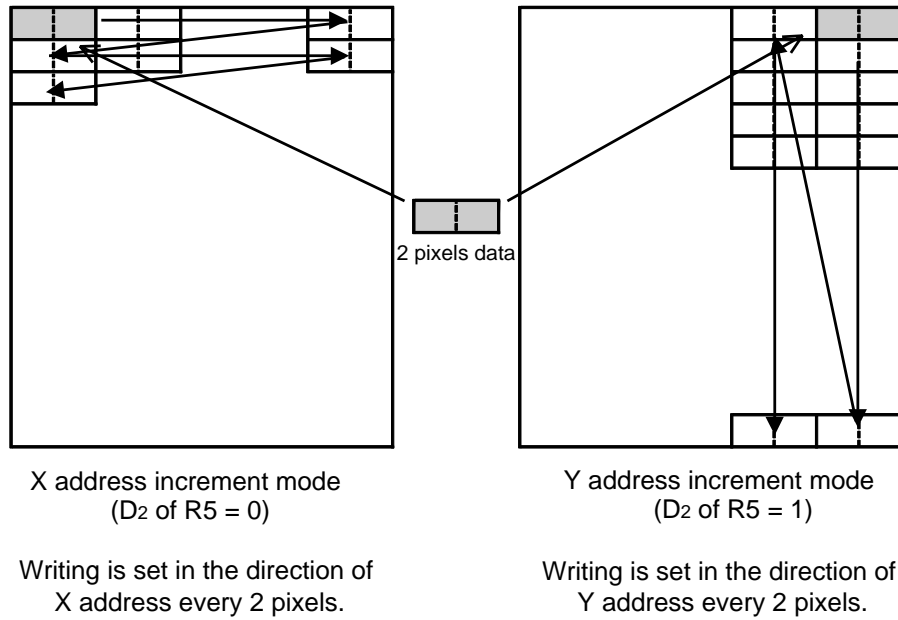 2 pixels data
X address increment mode
(D2 of R5 = 0)
Writing is set in the direction of
X address every 2 pixels.
Y address increment mode
(D2 of R5 = 1)
Writing is set in the direction of
Y address every 2 pixels.